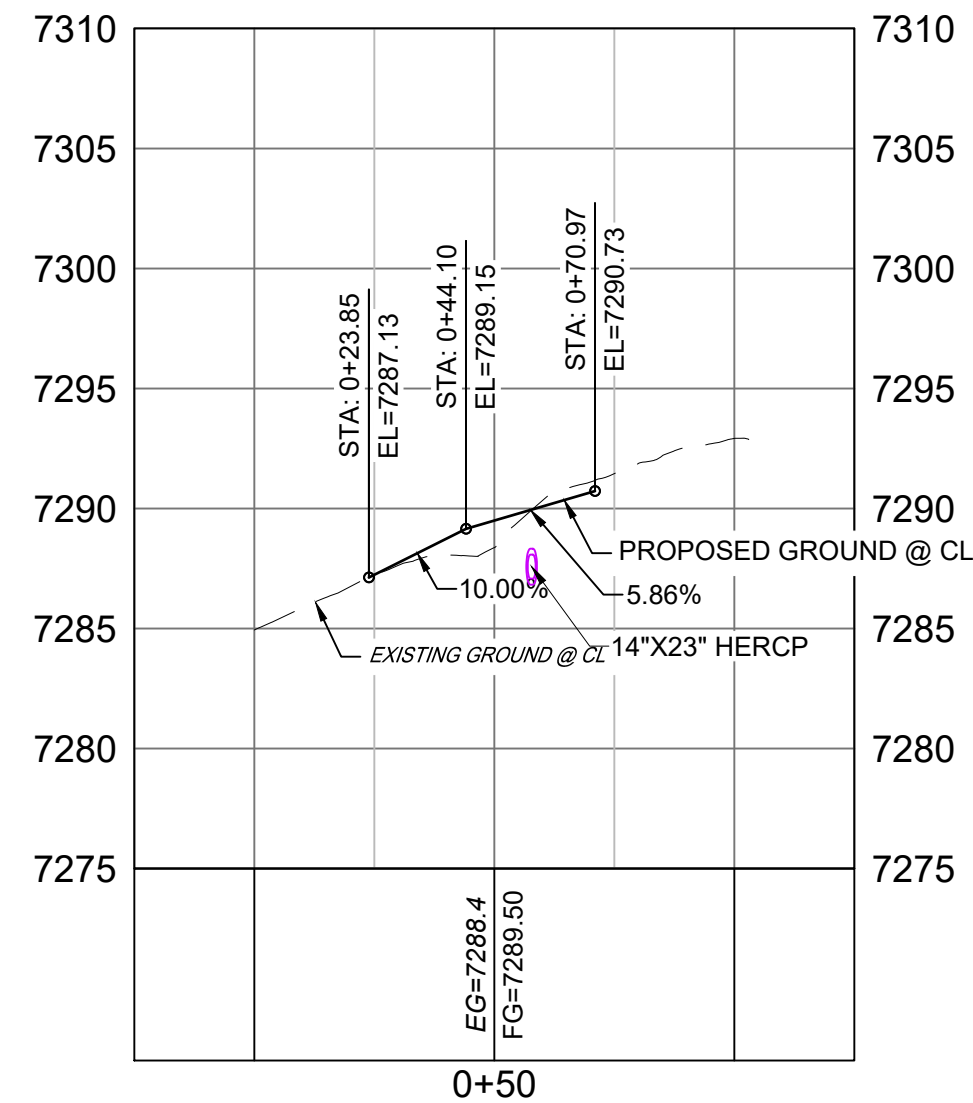 7310 7310
7305 7305
7300 7300
7295 7295
7290 7290
7285 7285
7280 7280
7275 7275
STA: 0+23.85
EL=7287.13
STA: 0+44.10
EL=7289.15
STA: 0+70.97
EL=7290.73
PROPOSED GROUND @ CL
10.00%
5.86%
14"X23" HERCP
EXISTING GROUND @ CL
EG=7288.4
FG=7289.50
0+50